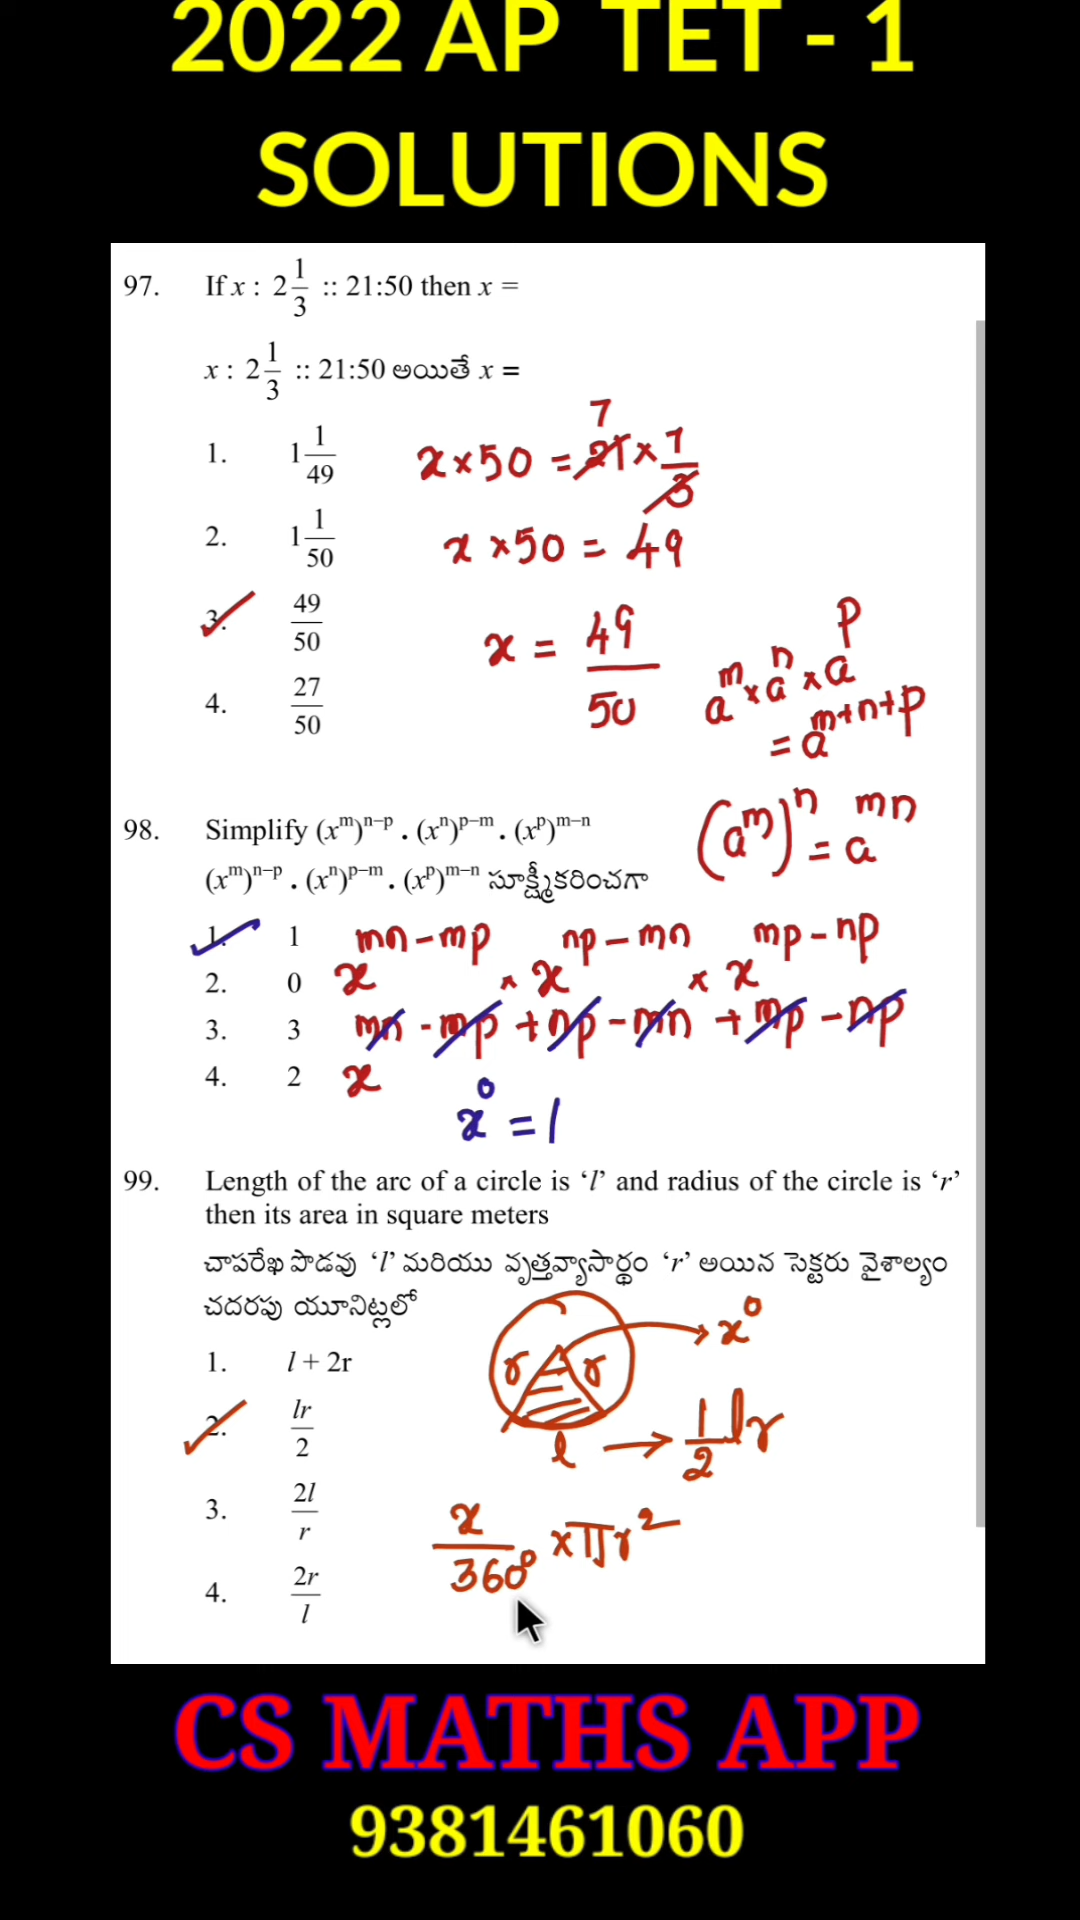 2022 AP TET - 1
SOLUTIONS
97. If x : 2 1/3 :: 21:50 then x =
x : 2 1/3 :: 21:50 అయితే x =
1. 1 1/49
2. 1 1/50
3. 49/50
4. 27/50
x × 50 = 21 × 7/3
7
x × 50 = 49
x = 49/50
a^m × a^n × a^p
= a^(m+n+p)
(a^m)^n = a^mn
98. Simplify (x^m)^(n–p) . (x^n)^(p–m) . (x^p)^(m–n)
(x^m)^(n–p) . (x^n)^(p–m) . (x^p)^(m–n) సూక్ష్మీకరించగా
1. 1
2. 0
3. 3
4. 2
x^(mn-mp) × x^(np-mn) × x^(mp-np)
x^(mn-mp+np-mn+mp-np)
x^0 = 1
99. Length of the arc of a circle is ‘l’ and radius of the circle is ‘r’
then its area in square meters
చాపరేఖ పొడవు ‘l’ మరియు వృత్తవ్యాసార్థం ‘r’ అయిన సెక్టరు వైశాల్యం
చదరపు యూనిట్లలో
1. l + 2r
2. lr/2
3. 2l/r
4. 2r/l
r r → x°
l → 1/2 lr
x/360° × πr²
CS MATHS APP
9381461060